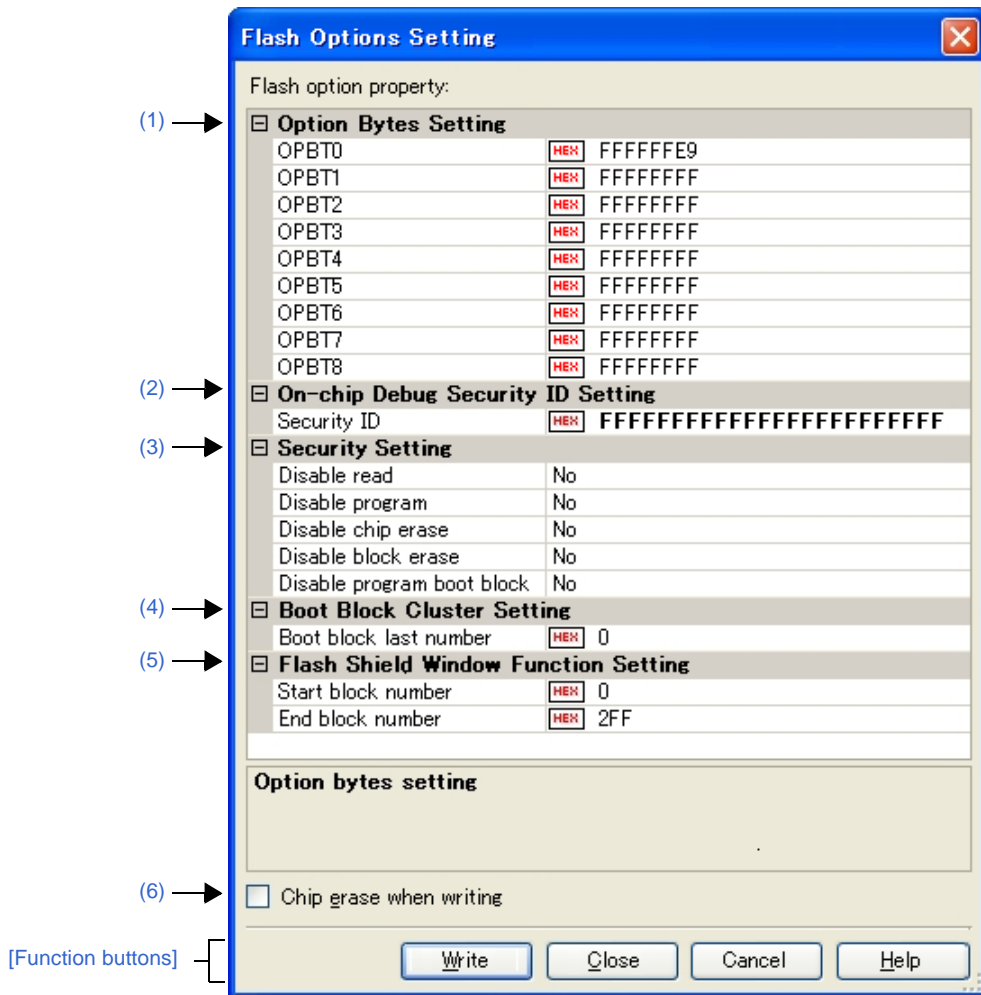 Flash Options Setting
Flash option property:
(1) Option Bytes Setting
OPBT0 HEX FFFFFFE9
OPBT1 HEX FFFFFFFF
OPBT2 HEX FFFFFFFF
OPBT3 HEX FFFFFFFF
OPBT4 HEX FFFFFFFF
OPBT5 HEX FFFFFFFF
OPBT6 HEX FFFFFFFF
OPBT7 HEX FFFFFFFF
OPBT8 HEX FFFFFFFF
(2) On-chip Debug Security ID Setting
Security ID HEX FFFFFFFFFFFFFFFFFFFFFFFF
(3) Security Setting
Disable read No
Disable program No
Disable chip erase No
Disable block erase No
Disable program boot block No
(4) Boot Block Cluster Setting
Boot block last number HEX 0
(5) Flash Shield Window Function Setting
Start block number HEX 0
End block number HEX 2FF
Option bytes setting
(6) Chip erase when writing
[Function buttons] Write Close Cancel Help